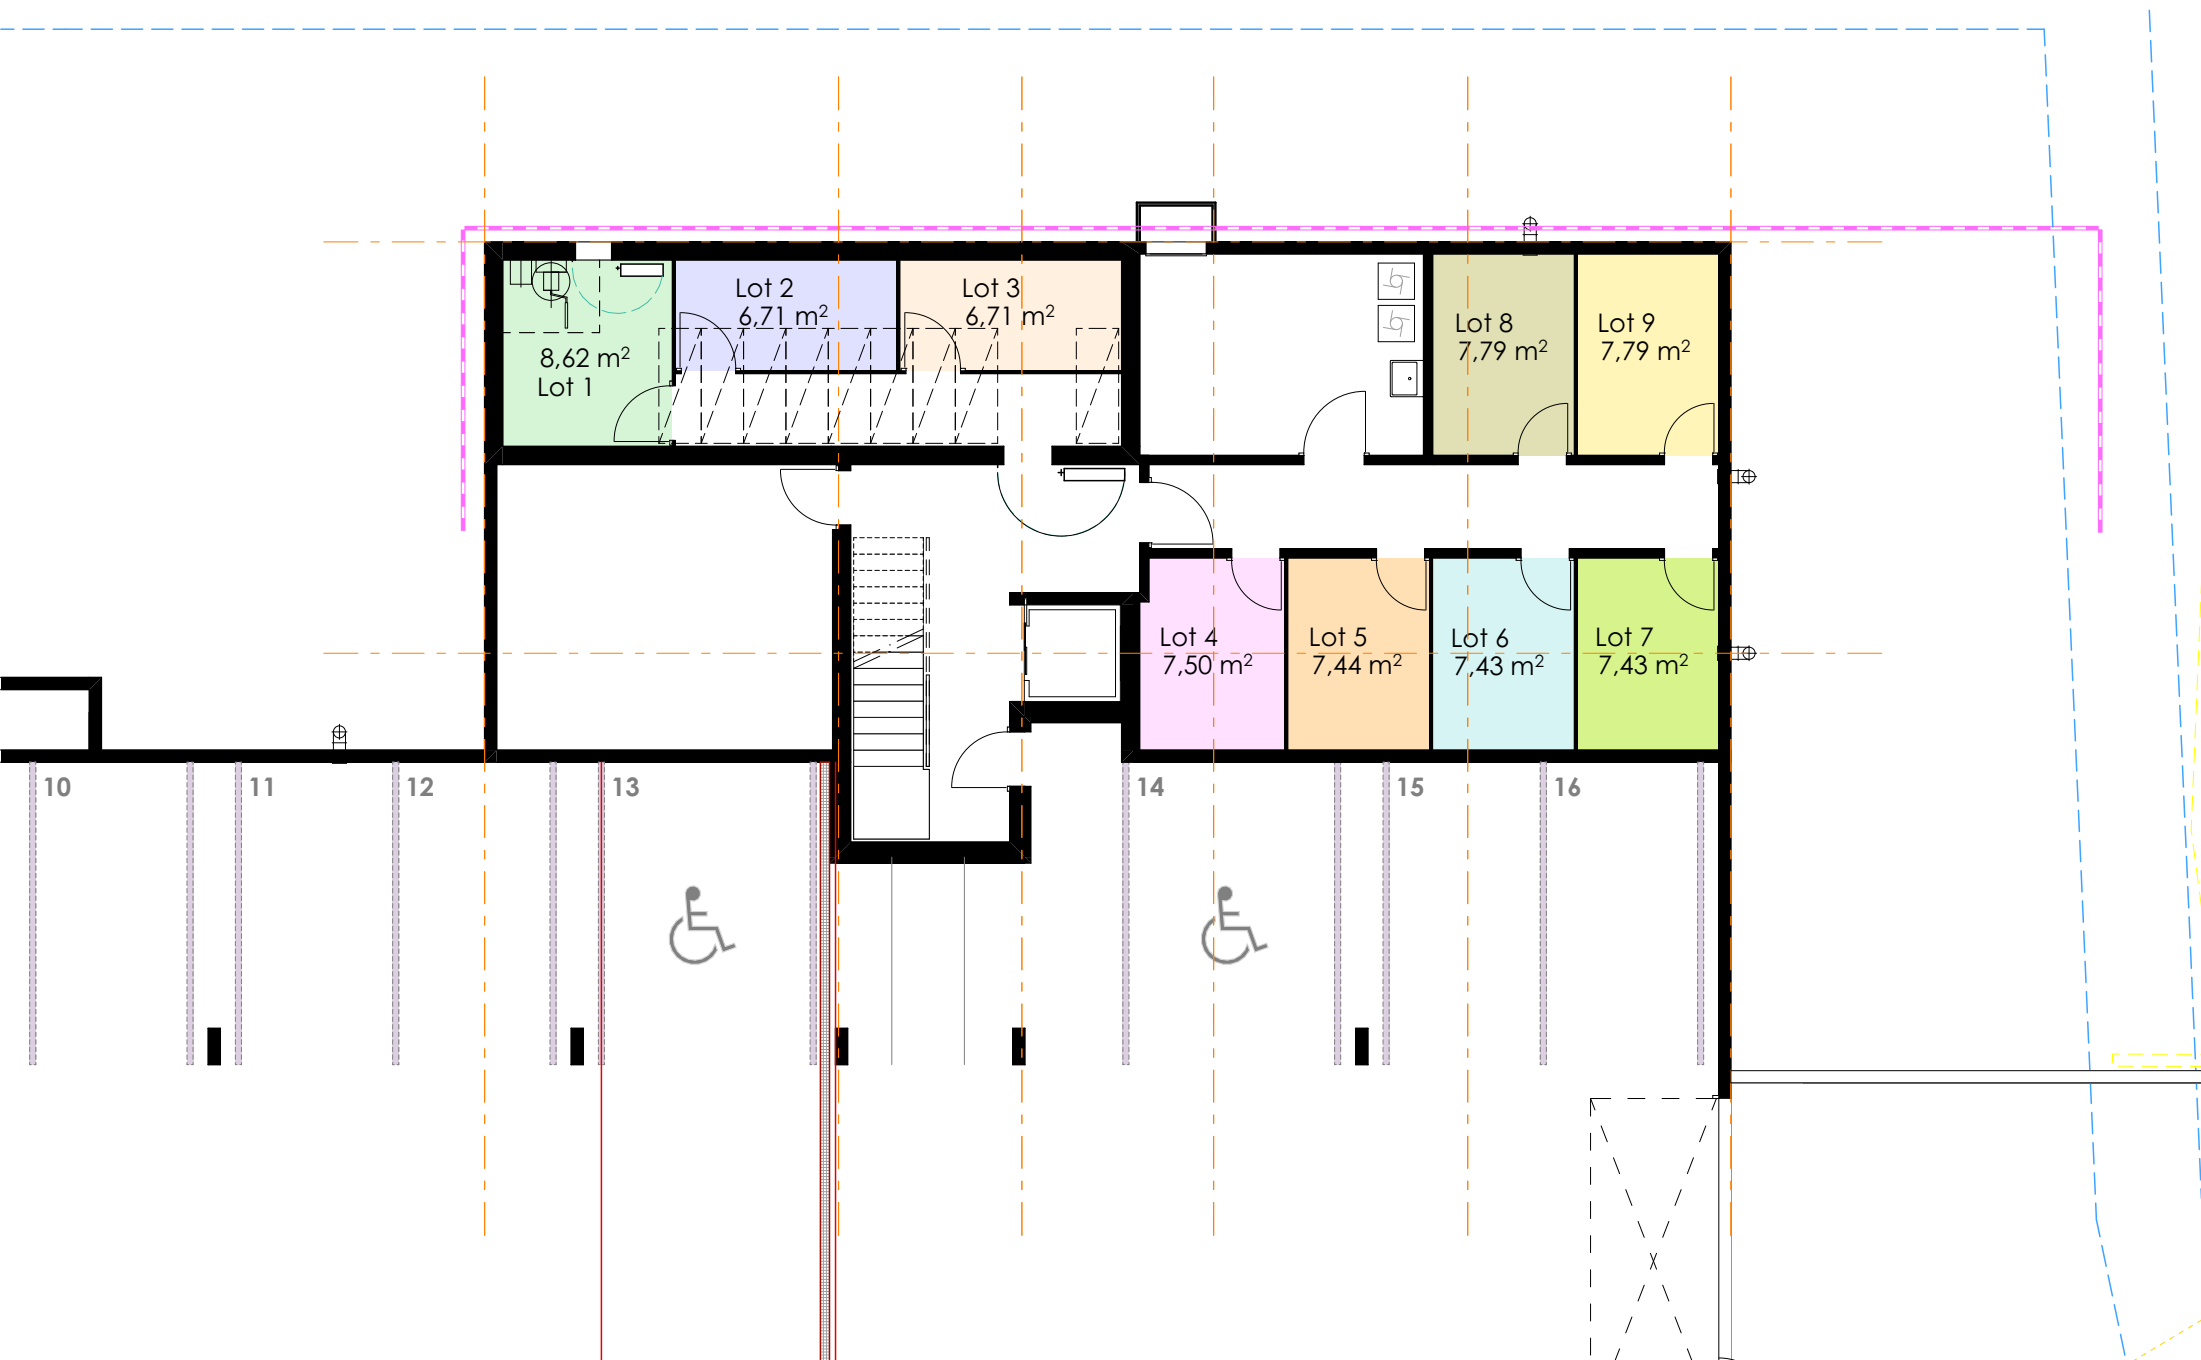 Lot 2
6,71 m²
Lot 3
6,71 m²
8,62 m²
Lot 1
Lot 8
7,79 m²
Lot 9
7,79 m²
Lot 4
7,50 m²
Lot 5
7,44 m²
Lot 6
7,43 m²
Lot 7
7,43 m²
10
11
12
13
14
15
16